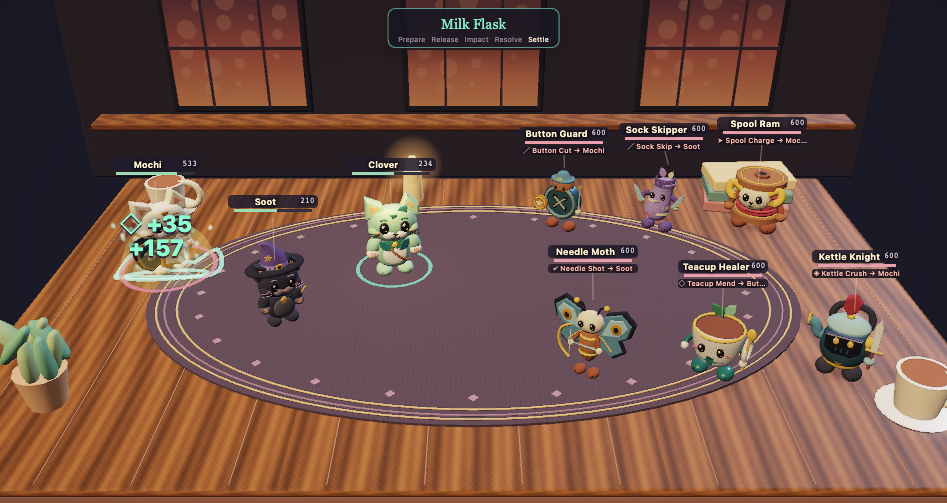 Milk Flask
Prepare Release Impact Resolve Settle
Mochi 533
Soot 210
Clover 234
Button Guard 600
Button Cut → Mochi
Sock Skipper 600
Sock Skip → Soot
Spool Ram 600
Spool Charge → Moc...
+35
+157
Needle Moth 600
Needle Shot → Soot
Teacup Healer 600
Teacup Mend → But...
Kettle Knight 600
Kettle Crush → Mochi